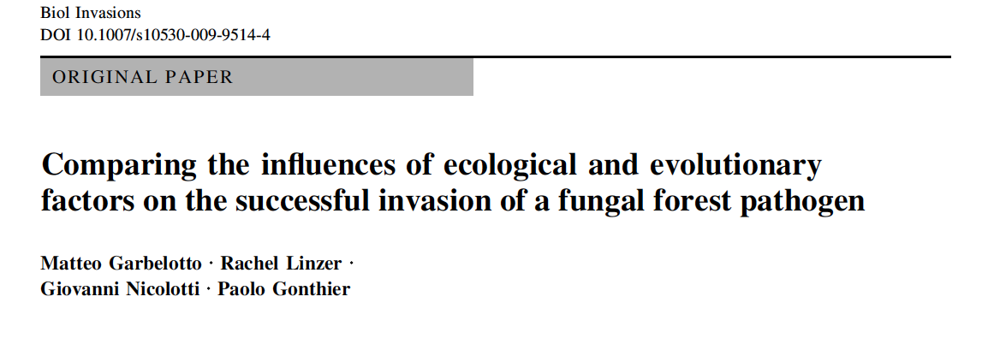 Biol Invasions
DOI 10.1007/s10530-009-9514-4
ORIGINAL PAPER
Comparing the influences of ecological and evolutionary
factors on the successful invasion of a fungal forest pathogen
Matteo Garbelotto · Rachel Linzer ·
Giovanni Nicolotti · Paolo Gonthier